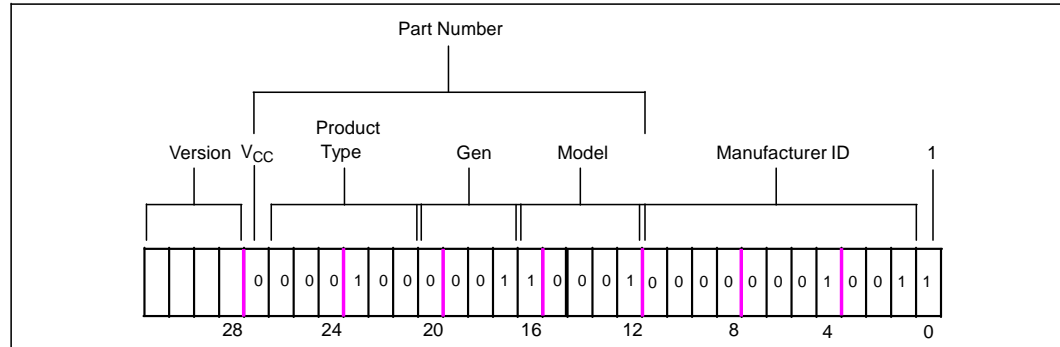 Part Number
Product
Version VCC Type Gen Model Manufacturer ID 1
0 0 0 0 1 0 0 0 0 0 1 1 0 0 0 1 0 0 0 0 0 0 0 1 0 0 1 1
28 24 20 16 12 8 4 0